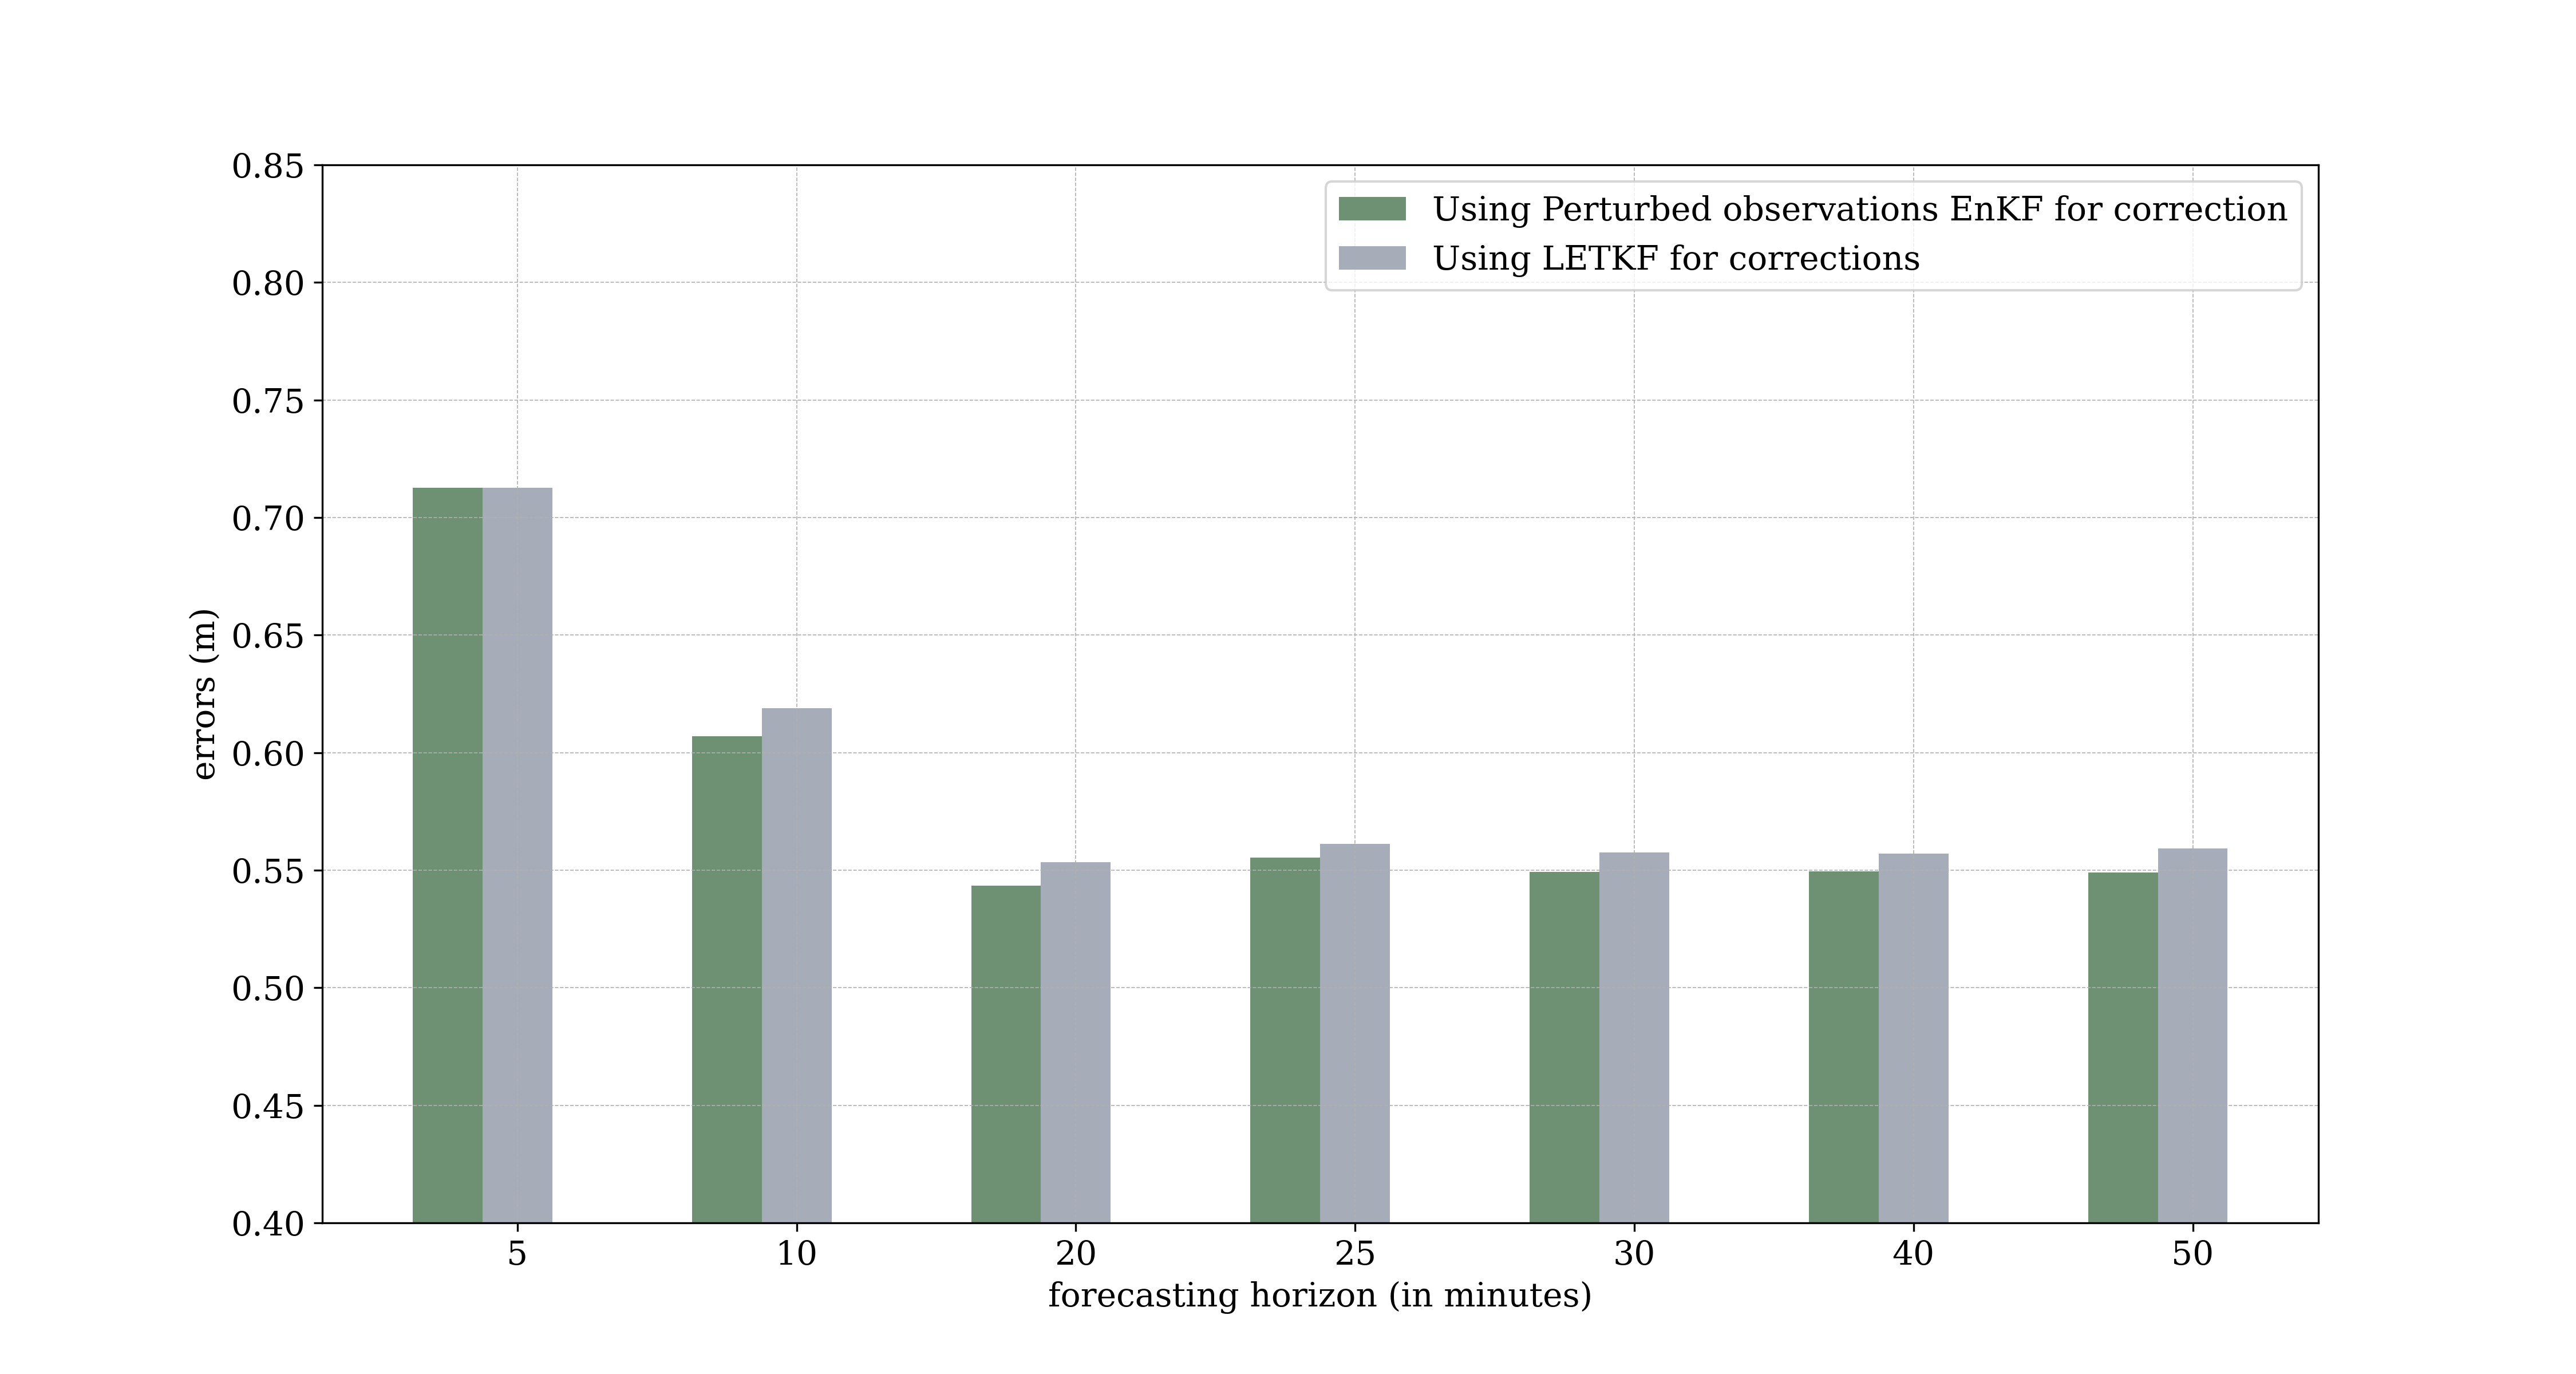 0.85
0.80
0.75
0.70
0.65
0.60
0.55
0.50
0.45
0.40
errors (m)
Using Perturbed observations EnKF for correction
Using LETKF for corrections
5 10 20 25 30 40 50
forecasting horizon (in minutes)